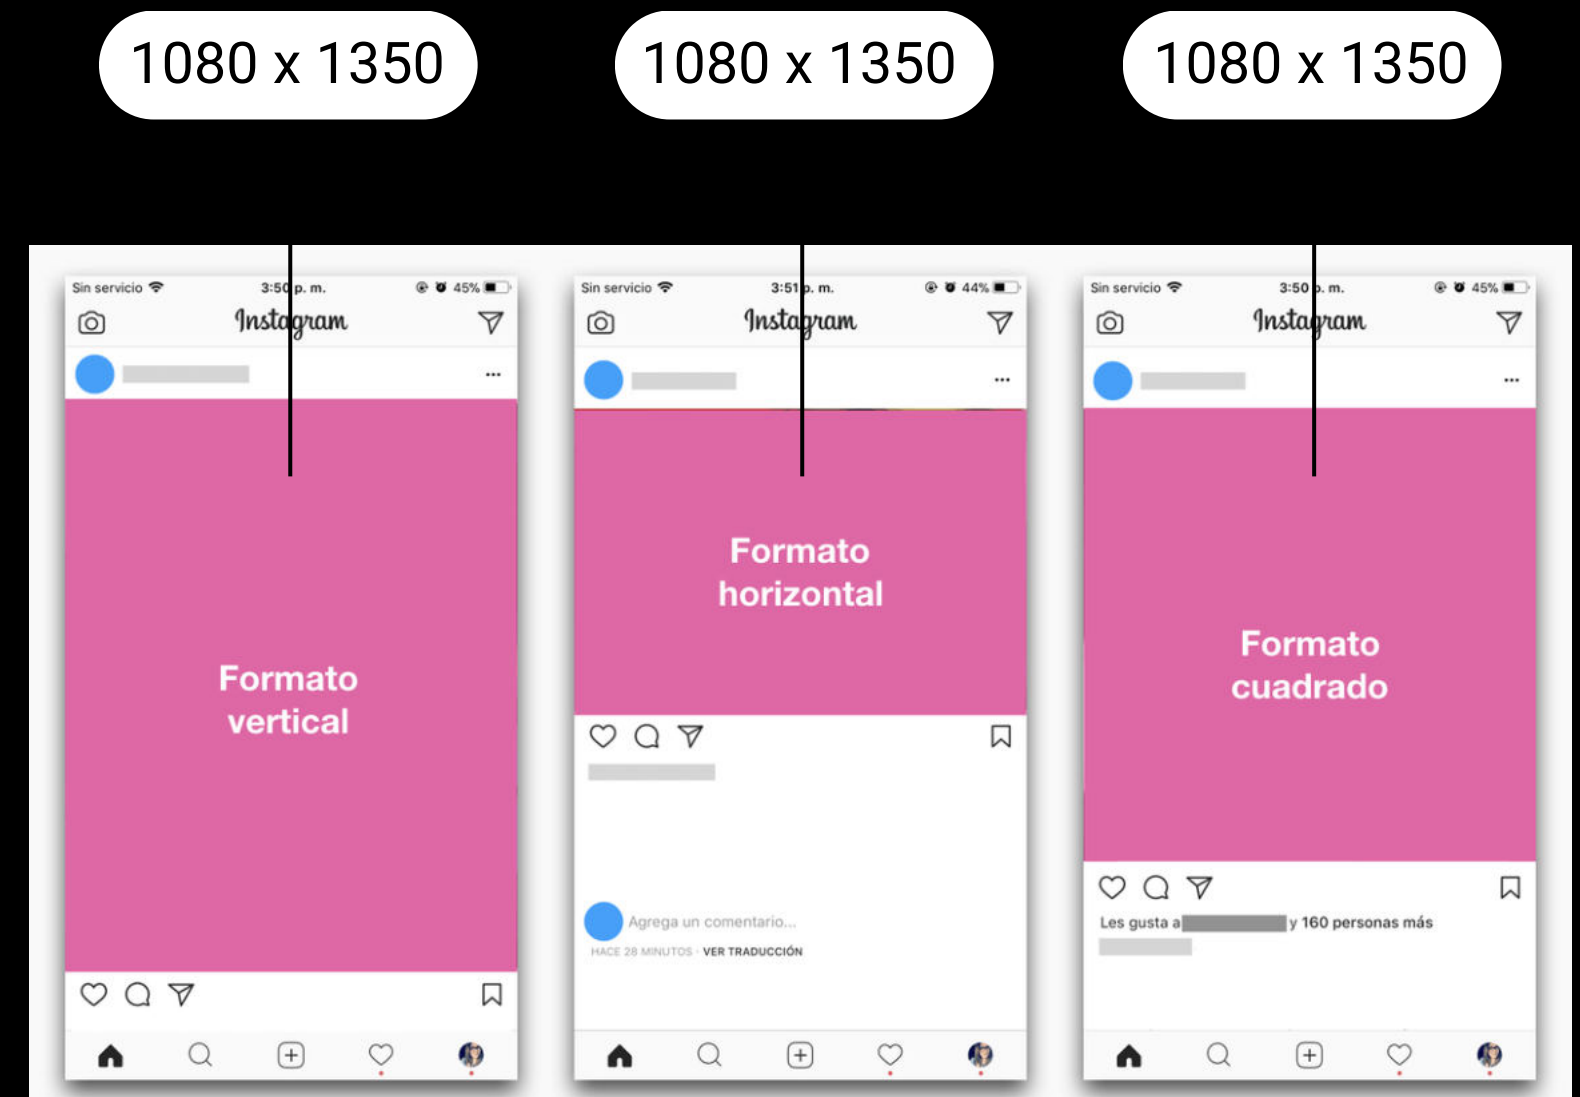 1080 x 1350
1080 x 1350
1080 x 1350
Sin servicio 3:50 p. m. 45%
Instagram
Formato
vertical
Sin servicio 3:51 p. m. 44%
Instagram
Formato
horizontal
Agrega un comentario...
HACE 28 MINUTOS · VER TRADUCCIÓN
Sin servicio 3:50 p. m. 45%
Instagram
Formato
cuadrado
Les gusta a y 160 personas más